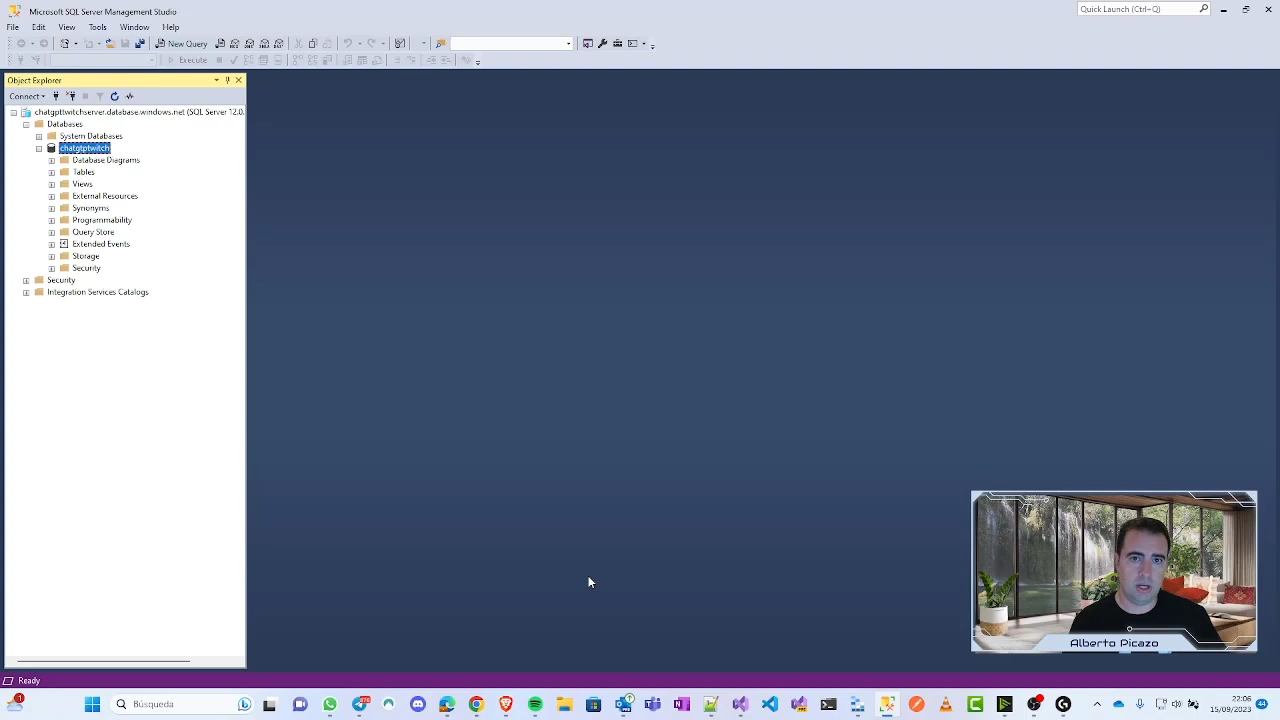 Microsoft SQL Server Management Studio
Quick Launch (Ctrl+Q)
File Edit View Tools Window Help
New Query
Execute
Object Explorer
Connect
chatgpttwitchserver.database.windows.net (SQL Server 12.0.
Databases
System Databases
chatgtptwitch
Database Diagrams
Tables
Views
External Resources
Synonyms
Programmability
Query Store
Extended Events
Storage
Security
Security
Integration Services Catalogs
Alberto Picazo
Ready
Búsqueda
22:06
15/09/2023